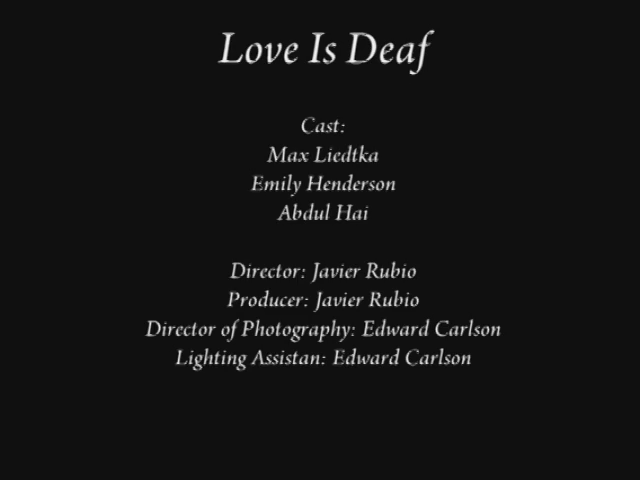 Love Is Deaf
Cast:
Max Liedtka
Emily Henderson
Abdul Hai
Director: Javier Rubio
Producer: Javier Rubio
Director of Photography: Edward Carlson
Lighting Assistan: Edward Carlson